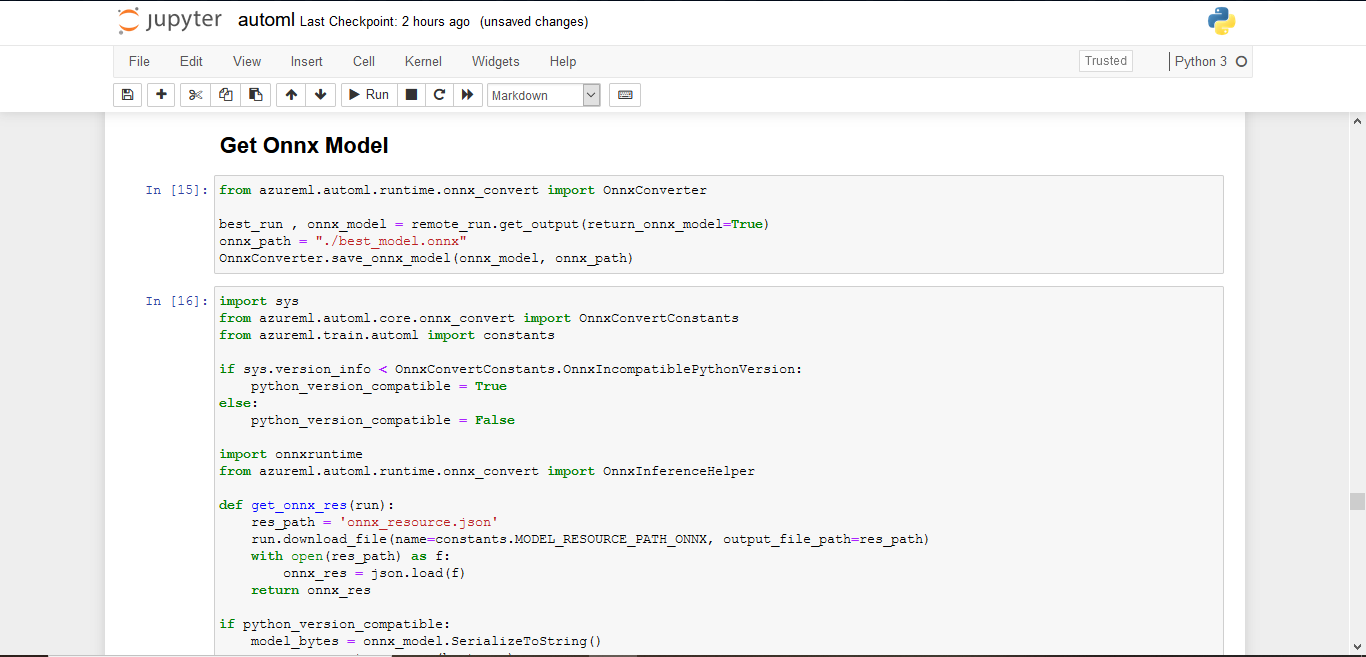 jupyter automl Last Checkpoint: 2 hours ago (unsaved changes)
File Edit View Insert Cell Kernel Widgets Help Trusted Python 3
Run Markdown
Get Onnx Model
In [15]: from azureml.automl.runtime.onnx_convert import OnnxConverter
best_run , onnx_model = remote_run.get_output(return_onnx_model=True)
onnx_path = "./best_model.onnx"
OnnxConverter.save_onnx_model(onnx_model, onnx_path)
In [16]: import sys
from azureml.automl.core.onnx_convert import OnnxConvertConstants
from azureml.train.automl import constants
if sys.version_info < OnnxConvertConstants.OnnxIncompatiblePythonVersion:
    python_version_compatible = True
else:
    python_version_compatible = False
import onnxruntime
from azureml.automl.runtime.onnx_convert import OnnxInferenceHelper
def get_onnx_res(run):
    res_path = 'onnx_resource.json'
    run.download_file(name=constants.MODEL_RESOURCE_PATH_ONNX, output_file_path=res_path)
    with open(res_path) as f:
        onnx_res = json.load(f)
    return onnx_res
if python_version_compatible:
    model_bytes = onnx_model.SerializeToString()